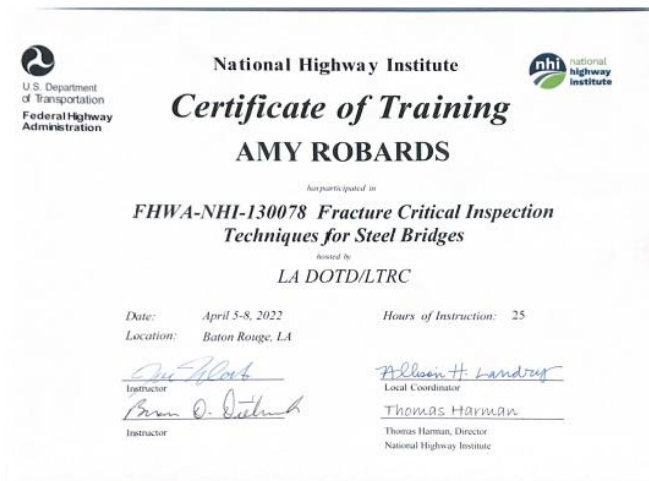 U.S. Department
of Transportation
Federal Highway
Administration
National Highway Institute
nhi national
highway
institute
Certificate of Training
AMY ROBARDS
has participated in
FHWA-NHI-130078 Fracture Critical Inspection
Techniques for Steel Bridges
hosted by
LA DOTD/LTRC
Date: April 5-8, 2022
Hours of Instruction: 25
Location: Baton Rouge, LA
Instructor
Allison H. Landry
Local Coordinator
Brian D.
Instructor
Thomas Harman
Thomas Harman, Director
National Highway Institute